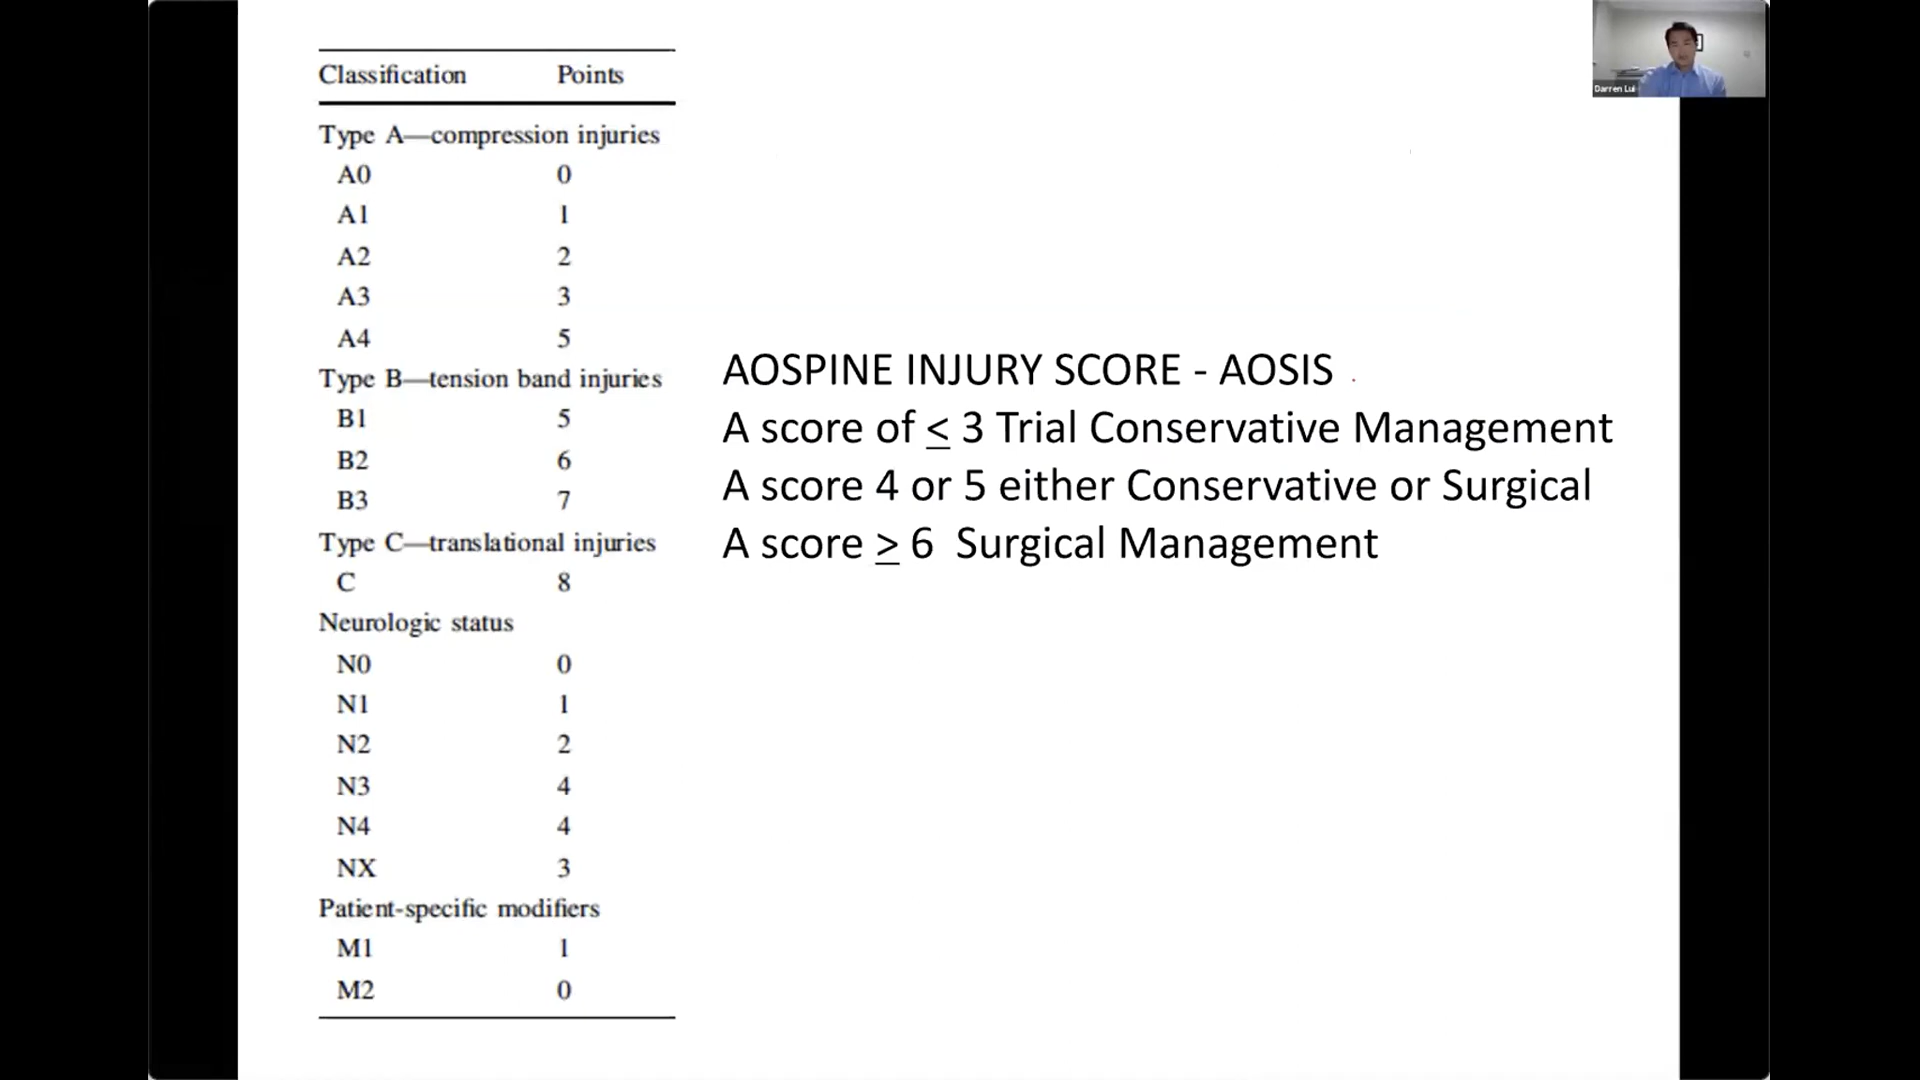 Classification Points
Type A—compression injuries
A0 0
A1 1
A2 2
A3 3
A4 5
Type B—tension band injuries
B1 5
B2 6
B3 7
Type C—translational injuries
C 8
Neurologic status
N0 0
N1 1
N2 2
N3 4
N4 4
NX 3
Patient-specific modifiers
M1 1
M2 0
AOSPINE INJURY SCORE - AOSIS
A score of ≤ 3 Trial Conservative Management
A score 4 or 5 either Conservative or Surgical
A score ≥ 6 Surgical Management
Darren Lui